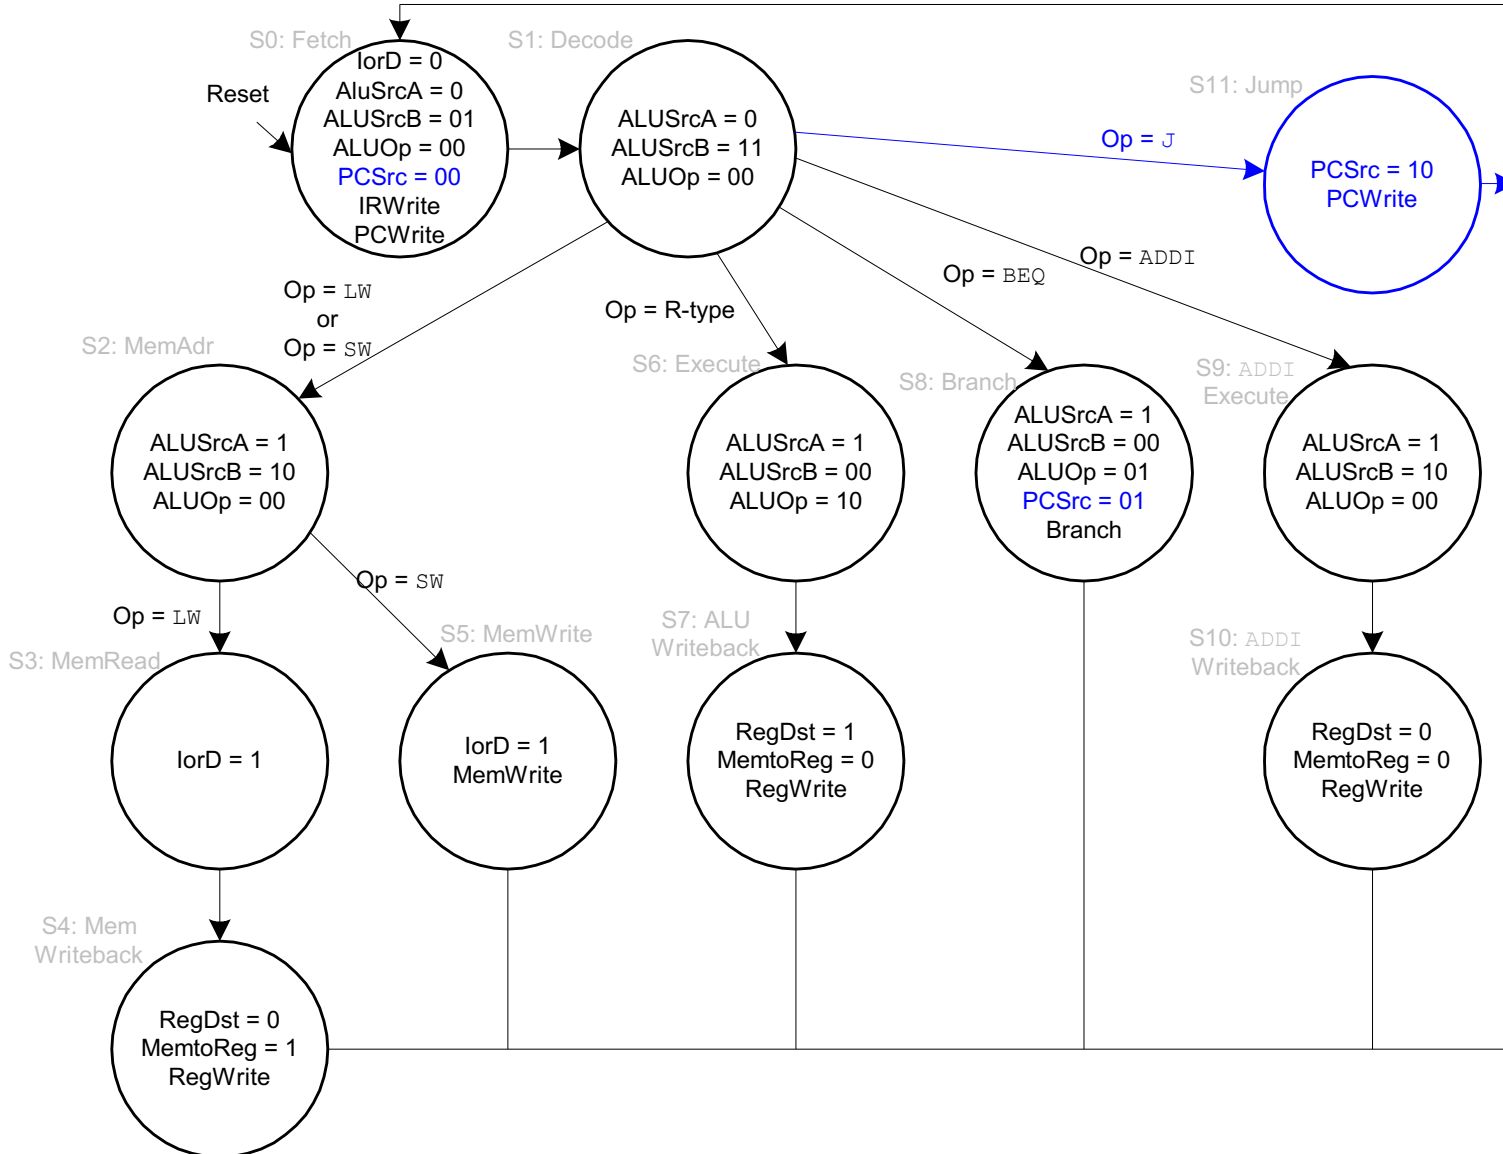 S0: Fetch
IorD = 0
AluSrcA = 0
ALUSrcB = 01
ALUOp = 00
PCSrc = 00
IRWrite
PCWrite
Reset
S1: Decode
ALUSrcA = 0
ALUSrcB = 11
ALUOp = 00
Op = J
S11: Jump
PCSrc = 10
PCWrite
Op = LW
or
Op = SW
Op = R-type
Op = BEQ
Op = ADDI
S2: MemAdr
ALUSrcA = 1
ALUSrcB = 10
ALUOp = 00
S6: Execute
ALUSrcA = 1
ALUSrcB = 00
ALUOp = 10
S8: Branch
ALUSrcA = 1
ALUSrcB = 00
ALUOp = 01
PCSrc = 01
Branch
S9: ADDI
Execute
ALUSrcA = 1
ALUSrcB = 10
ALUOp = 00
Op = LW
Op = SW
S3: MemRead
IorD = 1
S5: MemWrite
IorD = 1
MemWrite
S7: ALU
Writeback
RegDst = 1
MemtoReg = 0
RegWrite
S10: ADDI
Writeback
RegDst = 0
MemtoReg = 0
RegWrite
S4: Mem
Writeback
RegDst = 0
MemtoReg = 1
RegWrite